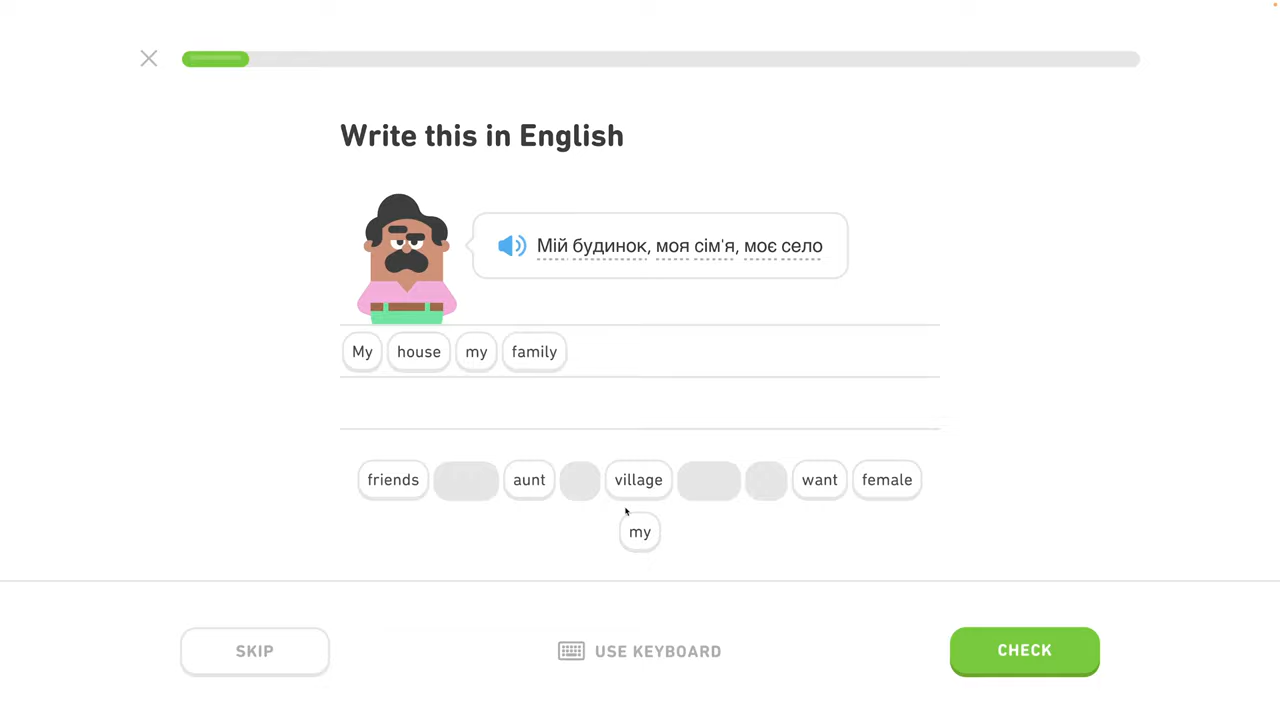 Write this in English
Мій будинок, моя сім'я, моє село
My house my family
friends aunt village want female
my
SKIP USE KEYBOARD CHECK